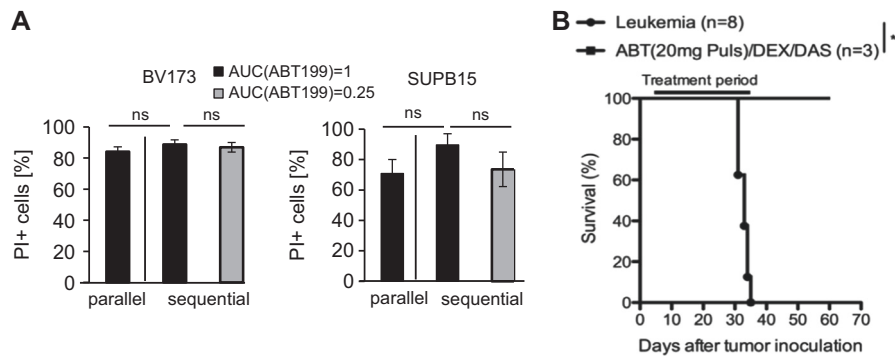 A
BV173
AUC(ABT199)=1
AUC(ABT199)=0.25
SUPB15
ns
ns
PI+ cells [%]
100
80
60
40
20
0
parallel
sequential
ns
ns
PI+ cells [%]
100
80
60
40
20
0
parallel
sequential
B
Leukemia (n=8)
ABT(20mg Puls)/DEX/DAS (n=3)
*
Treatment period
Survival (%)
100
80
60
40
20
0
0 10 20 30 40 50 60 70
Days after tumor inoculation